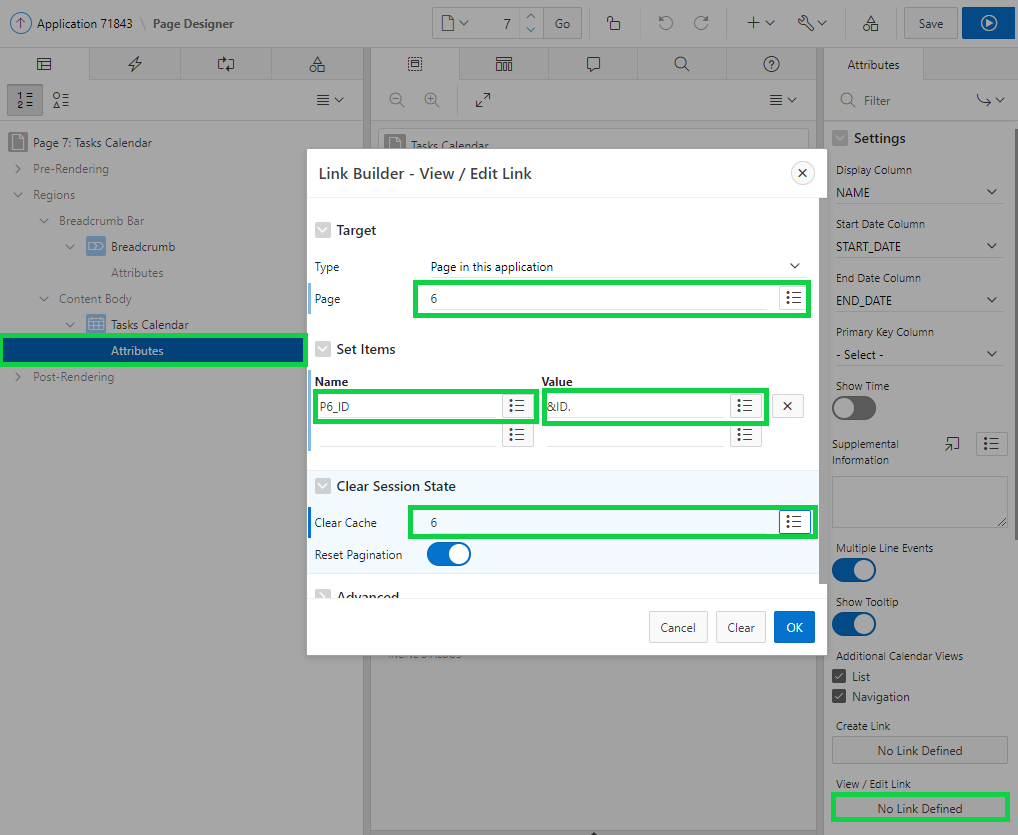 Application 71843 \ Page Designer
7
Go
Save
Page 7: Tasks Calendar
Pre-Rendering
Regions
Breadcrumb Bar
Breadcrumb
Attributes
Content Body
Tasks Calendar
Attributes
Post-Rendering
Tasks Calendar
Link Builder - View / Edit Link
Target
Type Page in this application
Page 6
Set Items
Name Value
P6_ID &ID.
Clear Session State
Clear Cache 6
Reset Pagination
Advanced
Cancel Clear OK
INLINE DIALOGS
Attributes
Filter
Settings
Display Column
NAME
Start Date Column
START_DATE
End Date Column
END_DATE
Primary Key Column
- Select -
Show Time
Supplemental
Information
Multiple Line Events
Show Tooltip
Additional Calendar Views
List
Navigation
Create Link
No Link Defined
View / Edit Link
No Link Defined